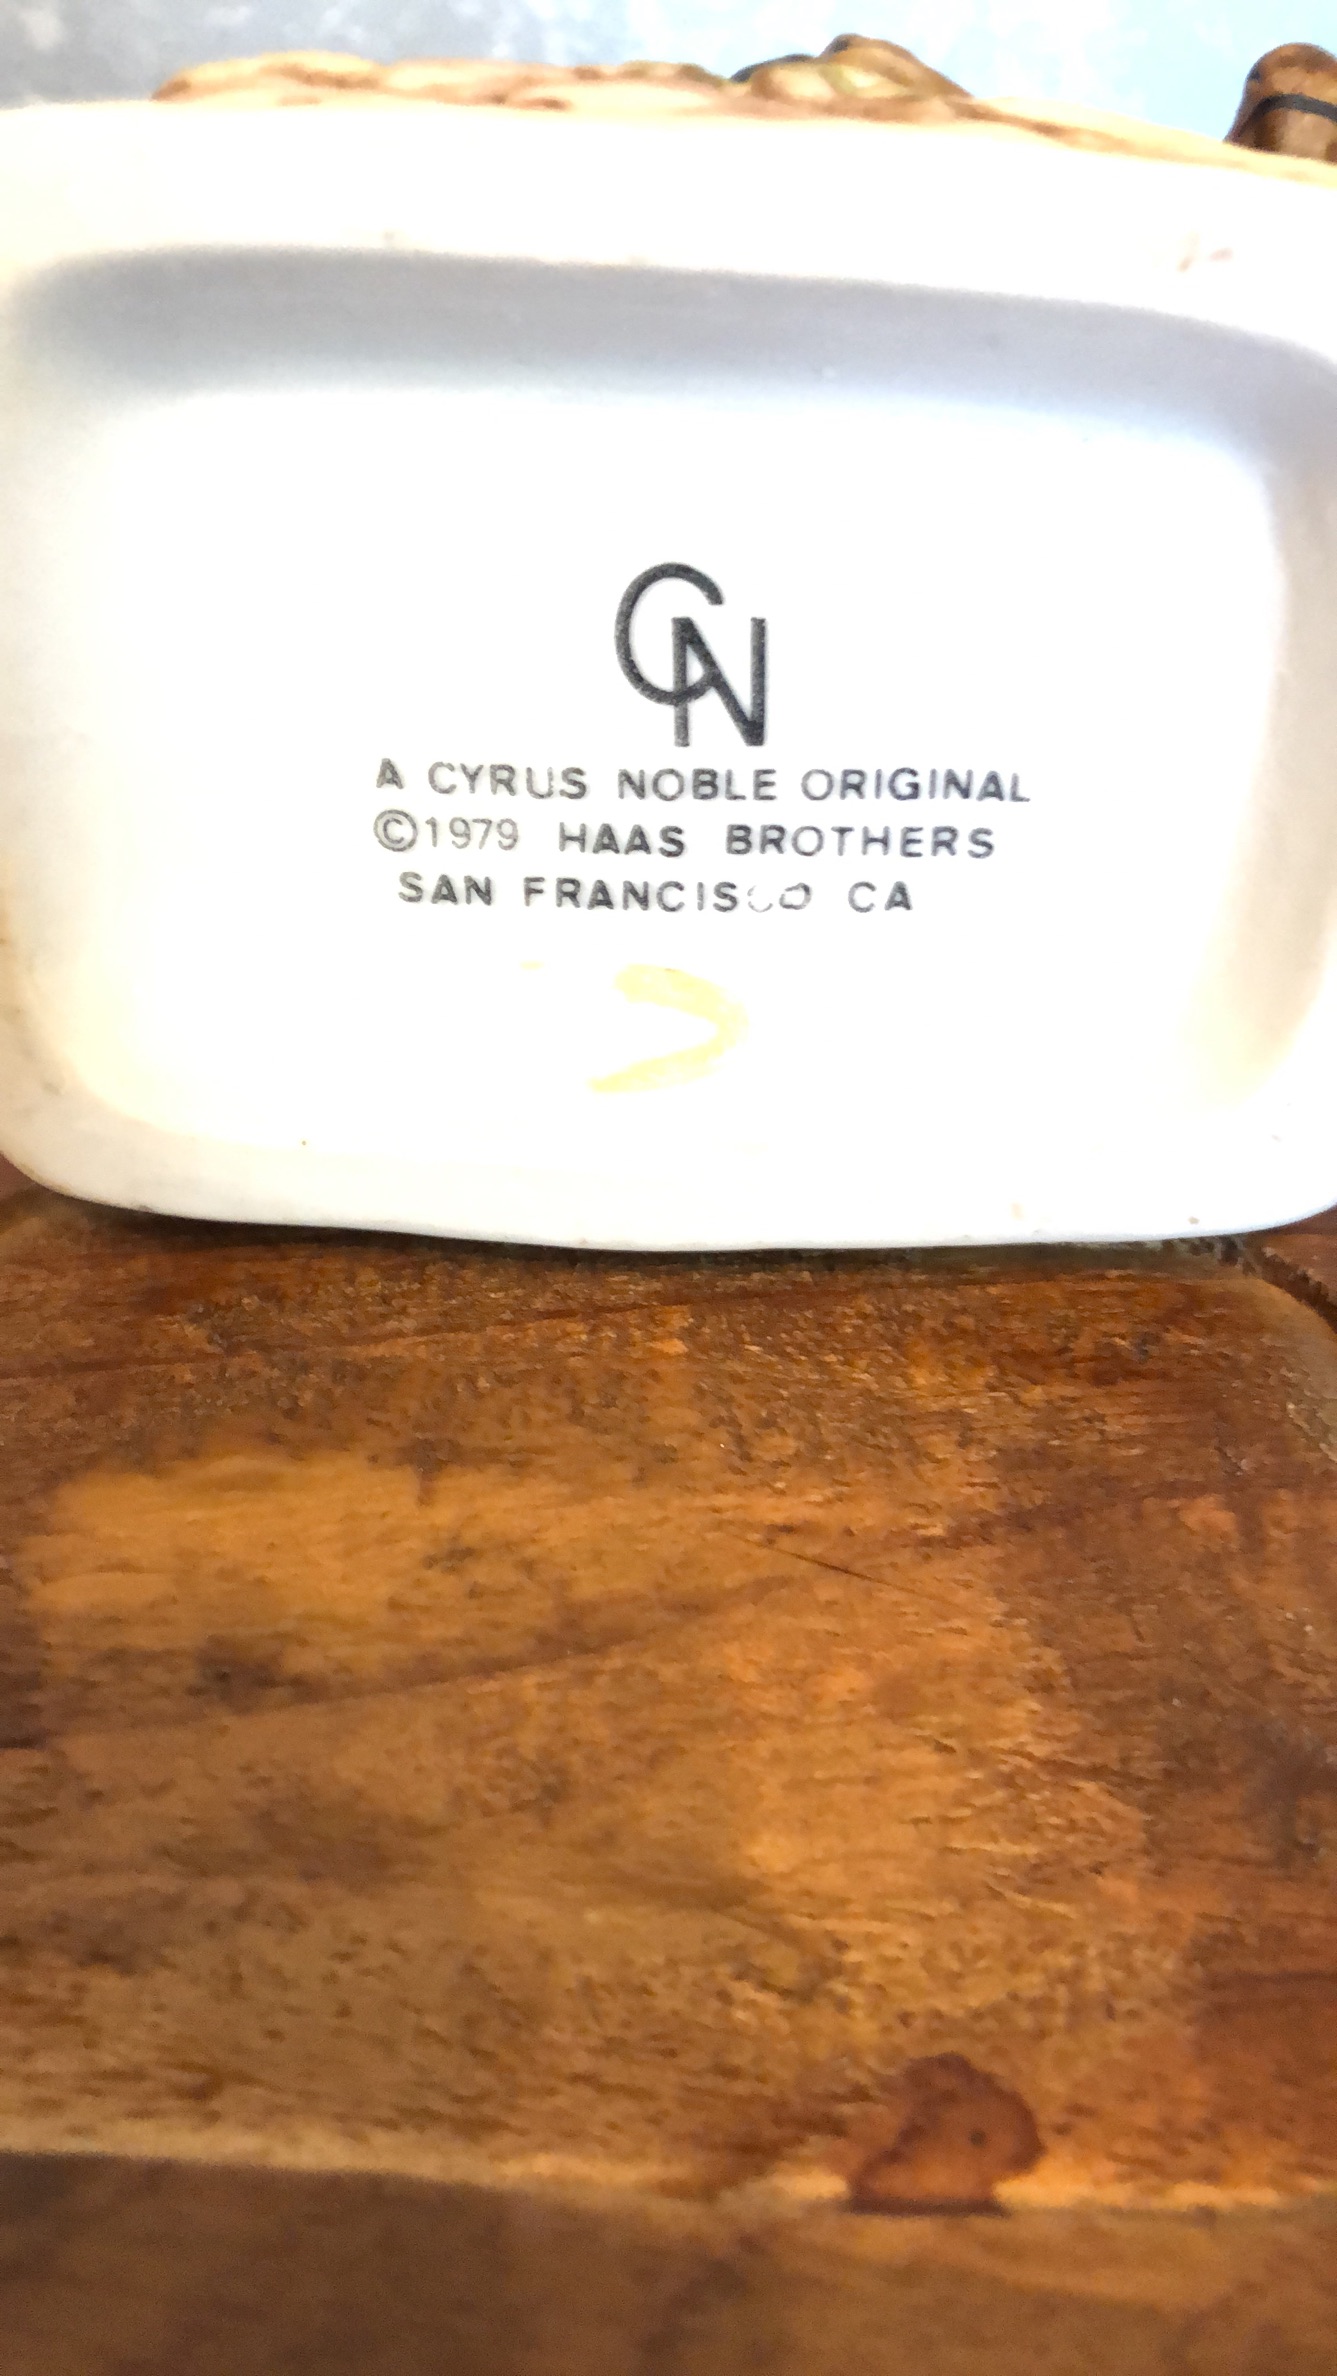 CN
A CYRUS NOBLE ORIGINAL
©1979 HAAS BROTHERS
SAN FRANCISCO CA